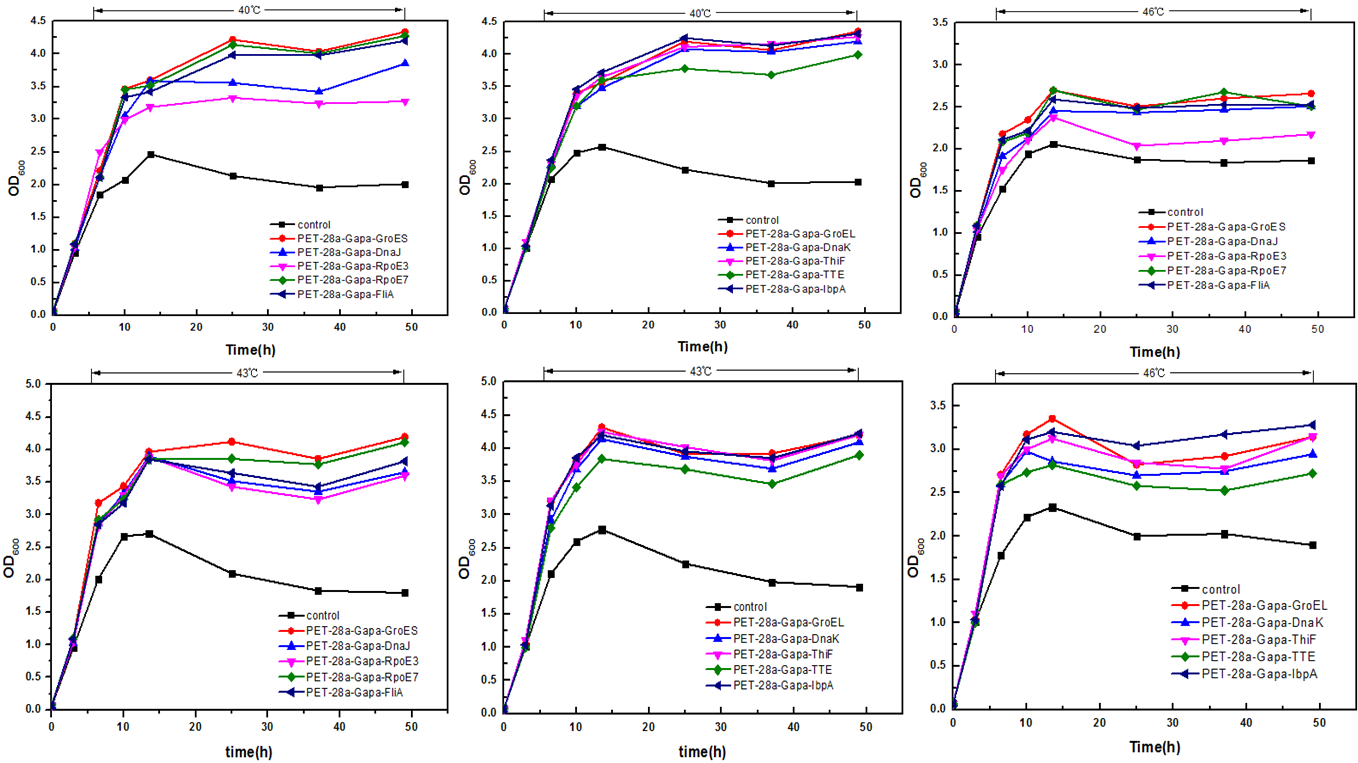 40℃
OD600
4.5
4.0
3.5
3.0
2.5
2.0
1.5
1.0
0.5
0.0
control
PET-28a-Gapa-GroES
PET-28a-Gapa-DnaJ
PET-28a-Gapa-RpoE3
PET-28a-Gapa-RpoE7
PET-28a-Gapa-FliA
0 10 20 30 40 50
Time(h)
40℃
OD600
4.5
4.0
3.5
3.0
2.5
2.0
1.5
1.0
0.5
0.0
control
PET-28a-Gapa-GroEL
PET-28a-Gapa-DnaK
PET-28a-Gapa-ThiF
PET-28a-Gapa-TTE
PET-28a-Gapa-IbpA
0 10 20 30 40 50
Time(h)
46℃
OD600
3.5
3.0
2.5
2.0
1.5
1.0
0.5
0.0
control
PET-28a-Gapa-GroES
PET-28a-Gapa-DnaJ
PET-28a-Gapa-RpoE3
PET-28a-Gapa-RpoE7
PET-28a-Gapa-FliA
0 10 20 30 40 50
Time(h)
43℃
OD600
5.0
4.5
4.0
3.5
3.0
2.5
2.0
1.5
1.0
0.5
0.0
control
PET-28a-Gapa-GroES
PET-28a-Gapa-DnaJ
PET-28a-Gapa-RpoE3
PET-28a-Gapa-RpoE7
PET-28a-Gapa-FliA
0 10 20 30 40 50
time(h)
43℃
OD600
5.0
4.5
4.0
3.5
3.0
2.5
2.0
1.5
1.0
0.5
0.0
control
PET-28a-Gapa-GroEL
PET-28a-Gapa-DnaK
PET-28a-Gapa-ThiF
PET-28a-Gapa-TTE
PET-28a-Gapa-IbpA
0 10 20 30 40 50
time(h)
46℃
OD600
3.5
3.0
2.5
2.0
1.5
1.0
0.5
0.0
control
PET-28a-Gapa-GroEL
PET-28a-Gapa-DnaK
PET-28a-Gapa-ThiF
PET-28a-Gapa-TTE
PET-28a-Gapa-IbpA
0 10 20 30 40 50
Time(h)